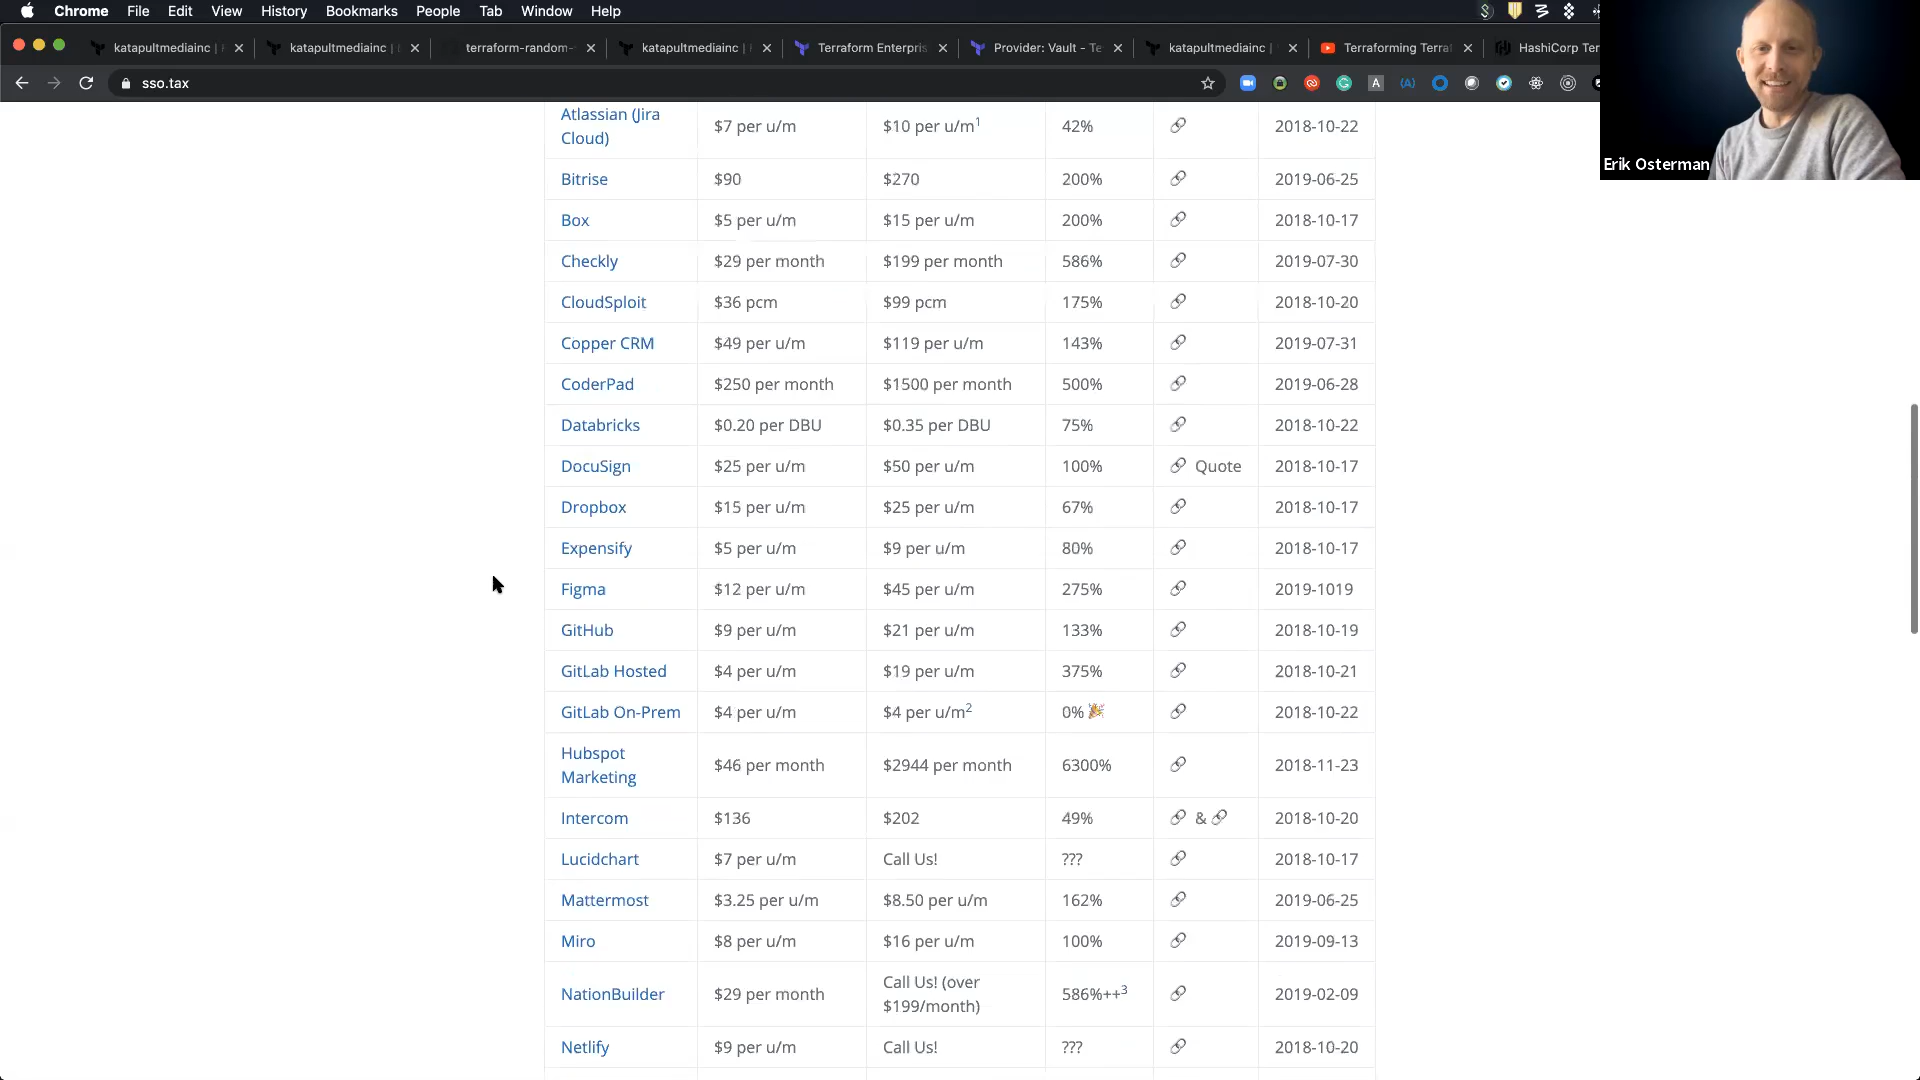 Chrome File Edit View History Bookmarks People Tab Window Help
katapultmediainc | katapultmediainc | terraform-random- katapultmediainc | Terraform Enterpris Provider: Vault - Te katapultmediainc | Terraforming Terra HashiCorp Ter
sso.tax
Erik Osterman
Atlassian (Jira
Cloud) $7 per u/m $10 per u/m1 42% 2018-10-22
Bitrise $90 $270 200% 2019-06-25
Box $5 per u/m $15 per u/m 200% 2018-10-17
Checkly $29 per month $199 per month 586% 2019-07-30
CloudSploit $36 pcm $99 pcm 175% 2018-10-20
Copper CRM $49 per u/m $119 per u/m 143% 2019-07-31
CoderPad $250 per month $1500 per month 500% 2019-06-28
Databricks $0.20 per DBU $0.35 per DBU 75% 2018-10-22
DocuSign $25 per u/m $50 per u/m 100% Quote 2018-10-17
Dropbox $15 per u/m $25 per u/m 67% 2018-10-17
Expensify $5 per u/m $9 per u/m 80% 2018-10-17
Figma $12 per u/m $45 per u/m 275% 2019-1019
GitHub $9 per u/m $21 per u/m 133% 2018-10-19
GitLab Hosted $4 per u/m $19 per u/m 375% 2018-10-21
GitLab On-Prem $4 per u/m $4 per u/m2 0% 🎉 2018-10-22
Hubspot
Marketing $46 per month $2944 per month 6300% 2018-11-23
Intercom $136 $202 49% & 2018-10-20
Lucidchart $7 per u/m Call Us! ??? 2018-10-17
Mattermost $3.25 per u/m $8.50 per u/m 162% 2019-06-25
Miro $8 per u/m $16 per u/m 100% 2019-09-13
NationBuilder $29 per month Call Us! (over
$199/month) 586%++3 2019-02-09
Netlify $9 per u/m Call Us! ??? 2018-10-20